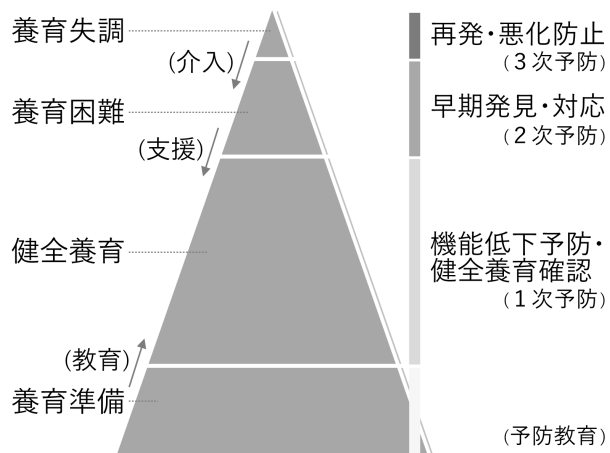 養育失調
(介入)
養育困難
(支援)
健全養育
(教育)
養育準備
再発・悪化防止
(3次予防)
早期発見・対応
(2次予防)
機能低下予防・
健全養育確認
(1次予防)
(予防教育)